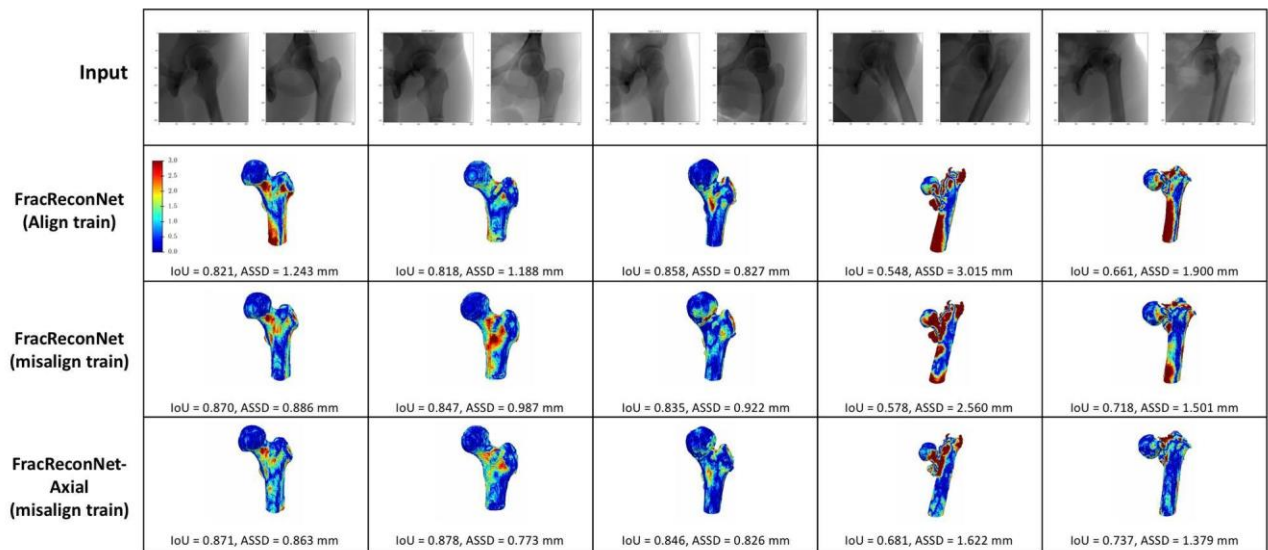 Input
FracReconNet
(Align train)
3.0
2.5
2.0
1.5
1.0
0.5
0.0
IoU = 0.821, ASSD = 1.243 mm
IoU = 0.818, ASSD = 1.188 mm
IoU = 0.858, ASSD = 0.827 mm
IoU = 0.548, ASSD = 3.015 mm
IoU = 0.661, ASSD = 1.900 mm
FracReconNet
(misalign train)
IoU = 0.870, ASSD = 0.886 mm
IoU = 0.847, ASSD = 0.987 mm
IoU = 0.835, ASSD = 0.922 mm
IoU = 0.578, ASSD = 2.560 mm
IoU = 0.718, ASSD = 1.501 mm
FracReconNet-
Axial
(misalign train)
IoU = 0.871, ASSD = 0.863 mm
IoU = 0.878, ASSD = 0.773 mm
IoU = 0.846, ASSD = 0.826 mm
IoU = 0.681, ASSD = 1.622 mm
IoU = 0.737, ASSD = 1.379 mm